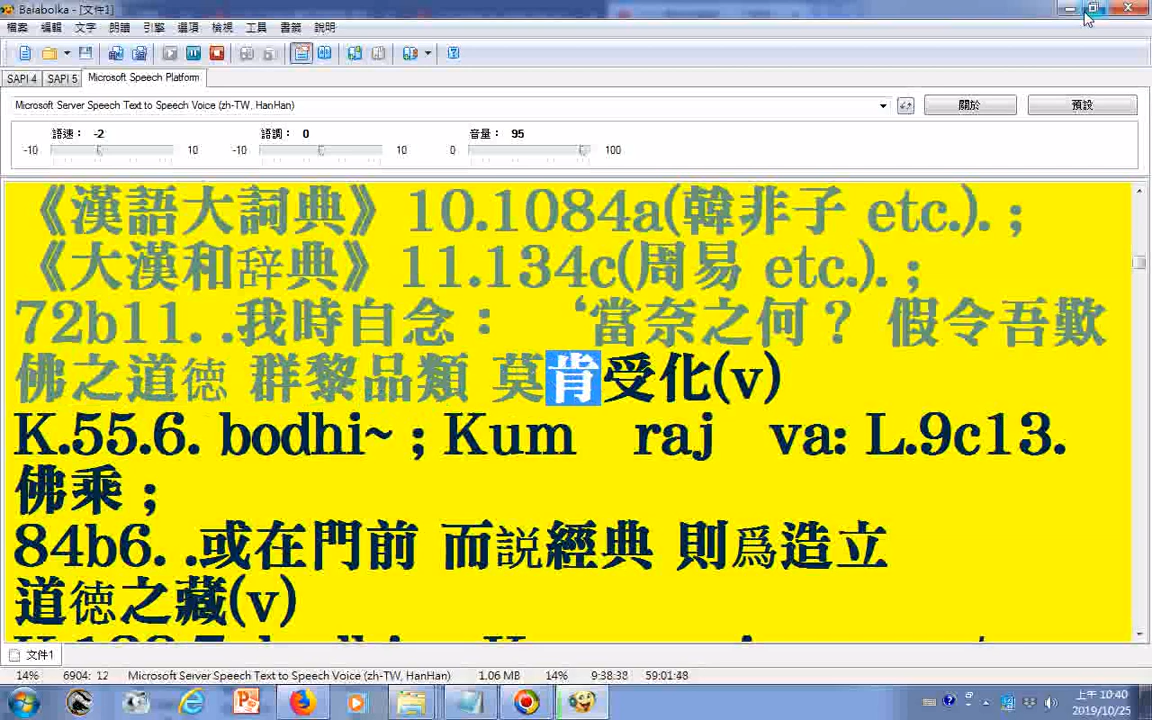 Balabolka - [文件1]
檔案 編輯 文字 朗讀 引擎 選項 檢視 工具 書籤 說明
SAPI 4 SAPI 5 Microsoft Speech Platform
Microsoft Server Speech Text to Speech Voice (zh-TW, HanHan) 關於 預設
語速： -2 語調： 0 音量： 95
-10 10 -10 10 0 100
《漢語大詞典》 10.1084a(韓非子 etc.). ;
《大漢和辞典》 11.134c(周易 etc.). ;
72b11. .我時自念： ‘當奈之何？ 假令吾歎
佛之道徳 群黎品類 莫肯受化(v)
K.55.6. bodhi~ ; Kum raj va: L.9c13.
佛乘；
84b6. .或在門前 而説經典 則爲造立
道徳之藏(v)
文件1
14% 6904: 12 Microsoft Server Speech Text to Speech Voice (zh-TW, HanHan) 1.06 MB 14% 9:38:38 59:01:48
上午 10:40
2019/10/25